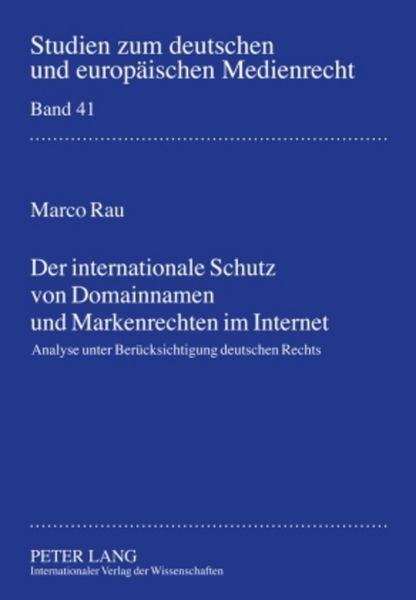 Studien zum deutschen
und europäischen Medienrecht
Band 41
Marco Rau
Der internationale Schutz
von Domainnamen
und Markenrechten im Internet
Analyse unter Berücksichtigung deutschen Rechts
PETER LANG
Internationaler Verlag der Wissenschaften